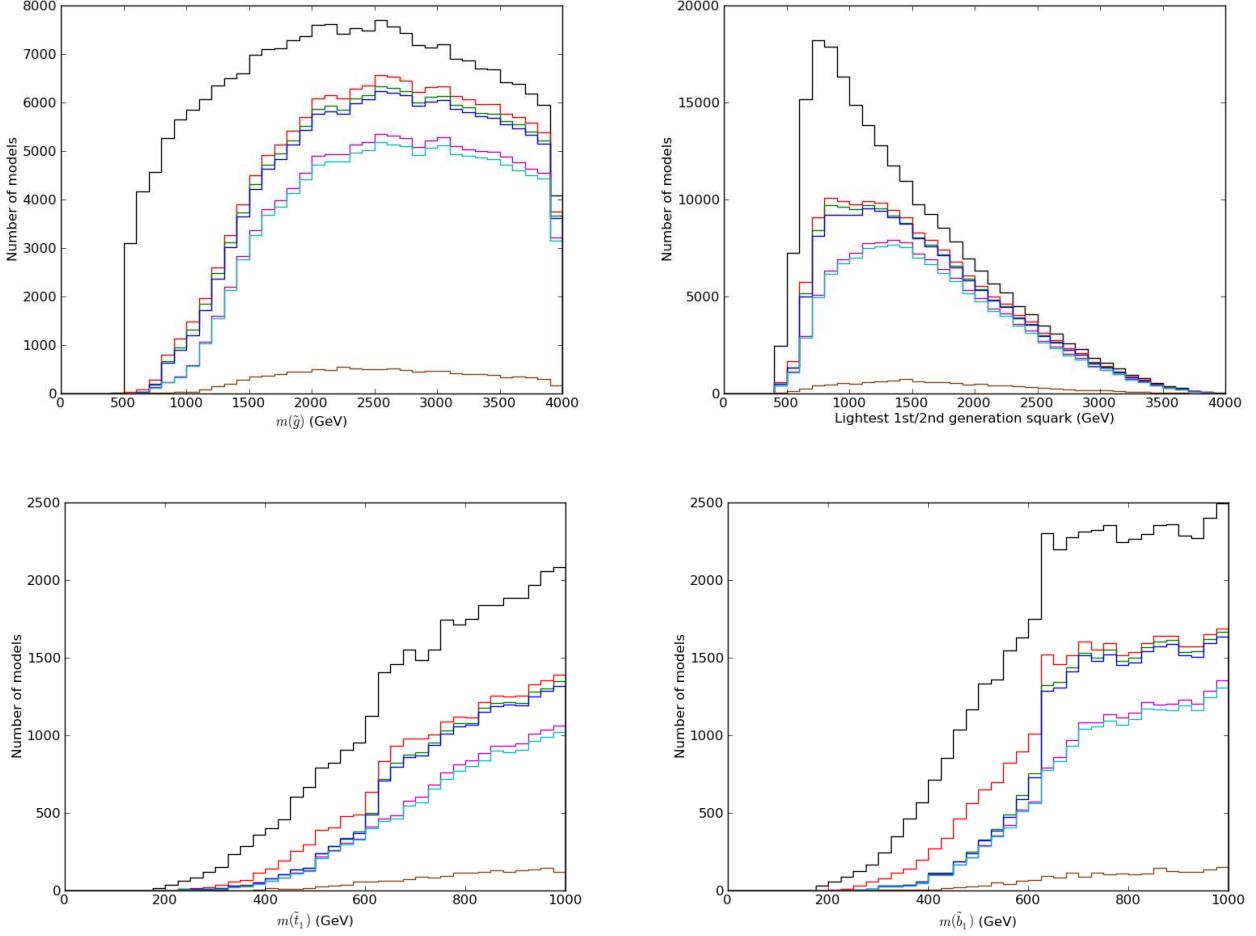 8000
7000
6000
5000
4000
3000
2000
1000
0
Number of models
0 500 1000 1500 2000 2500 3000 3500 4000
m(g̃) (GeV)
20000
15000
10000
5000
0
Number of models
0 500 1000 1500 2000 2500 3000 3500 4000
Lightest 1st/2nd generation squark (GeV)
2500
2000
1500
1000
500
0
Number of models
0 200 400 600 800 1000
m(t̃₁) (GeV)
2500
2000
1500
1000
500
0
Number of models
0 200 400 600 800 1000
m(b̃₁) (GeV)